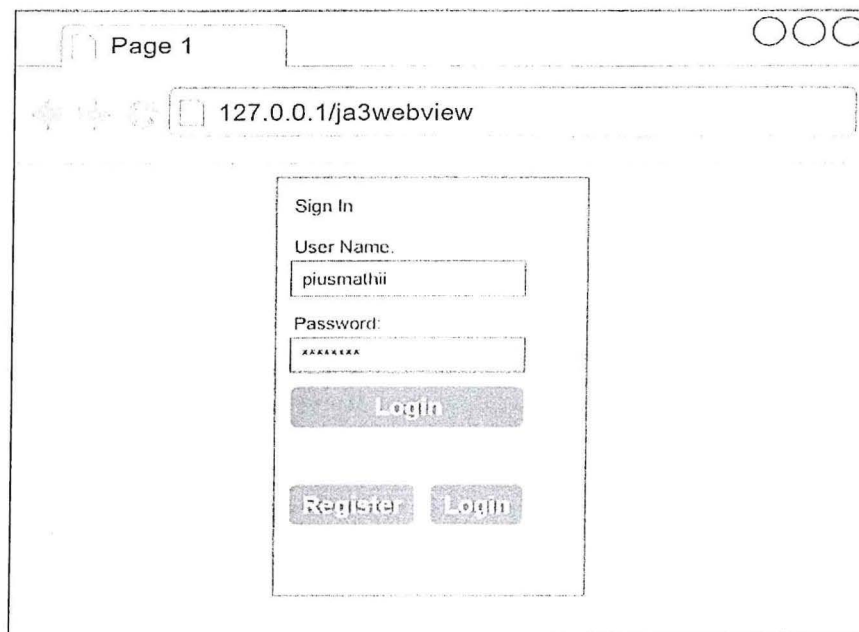 Page 1
127.0.0.1/ja3webview
Sign In
User Name.
piusmathii
Password:
********
Login
Register Login